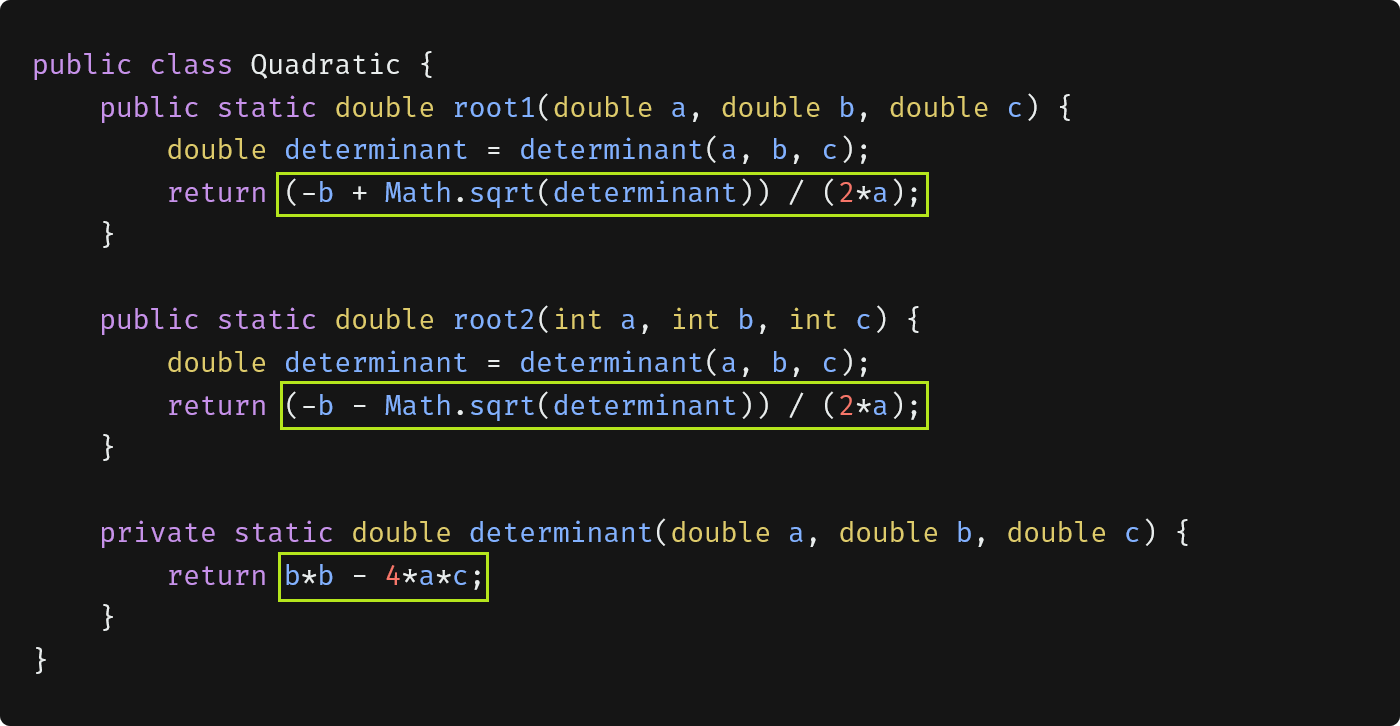 public class Quadratic {
    public static double root1(double a, double b, double c) {
        double determinant = determinant(a, b, c);
        return (-b + Math.sqrt(determinant)) / (2*a);
    }
    public static double root2(int a, int b, int c) {
        double determinant = determinant(a, b, c);
        return (-b - Math.sqrt(determinant)) / (2*a);
    }
    private static double determinant(double a, double b, double c) {
        return b*b - 4*a*c;
    }
}